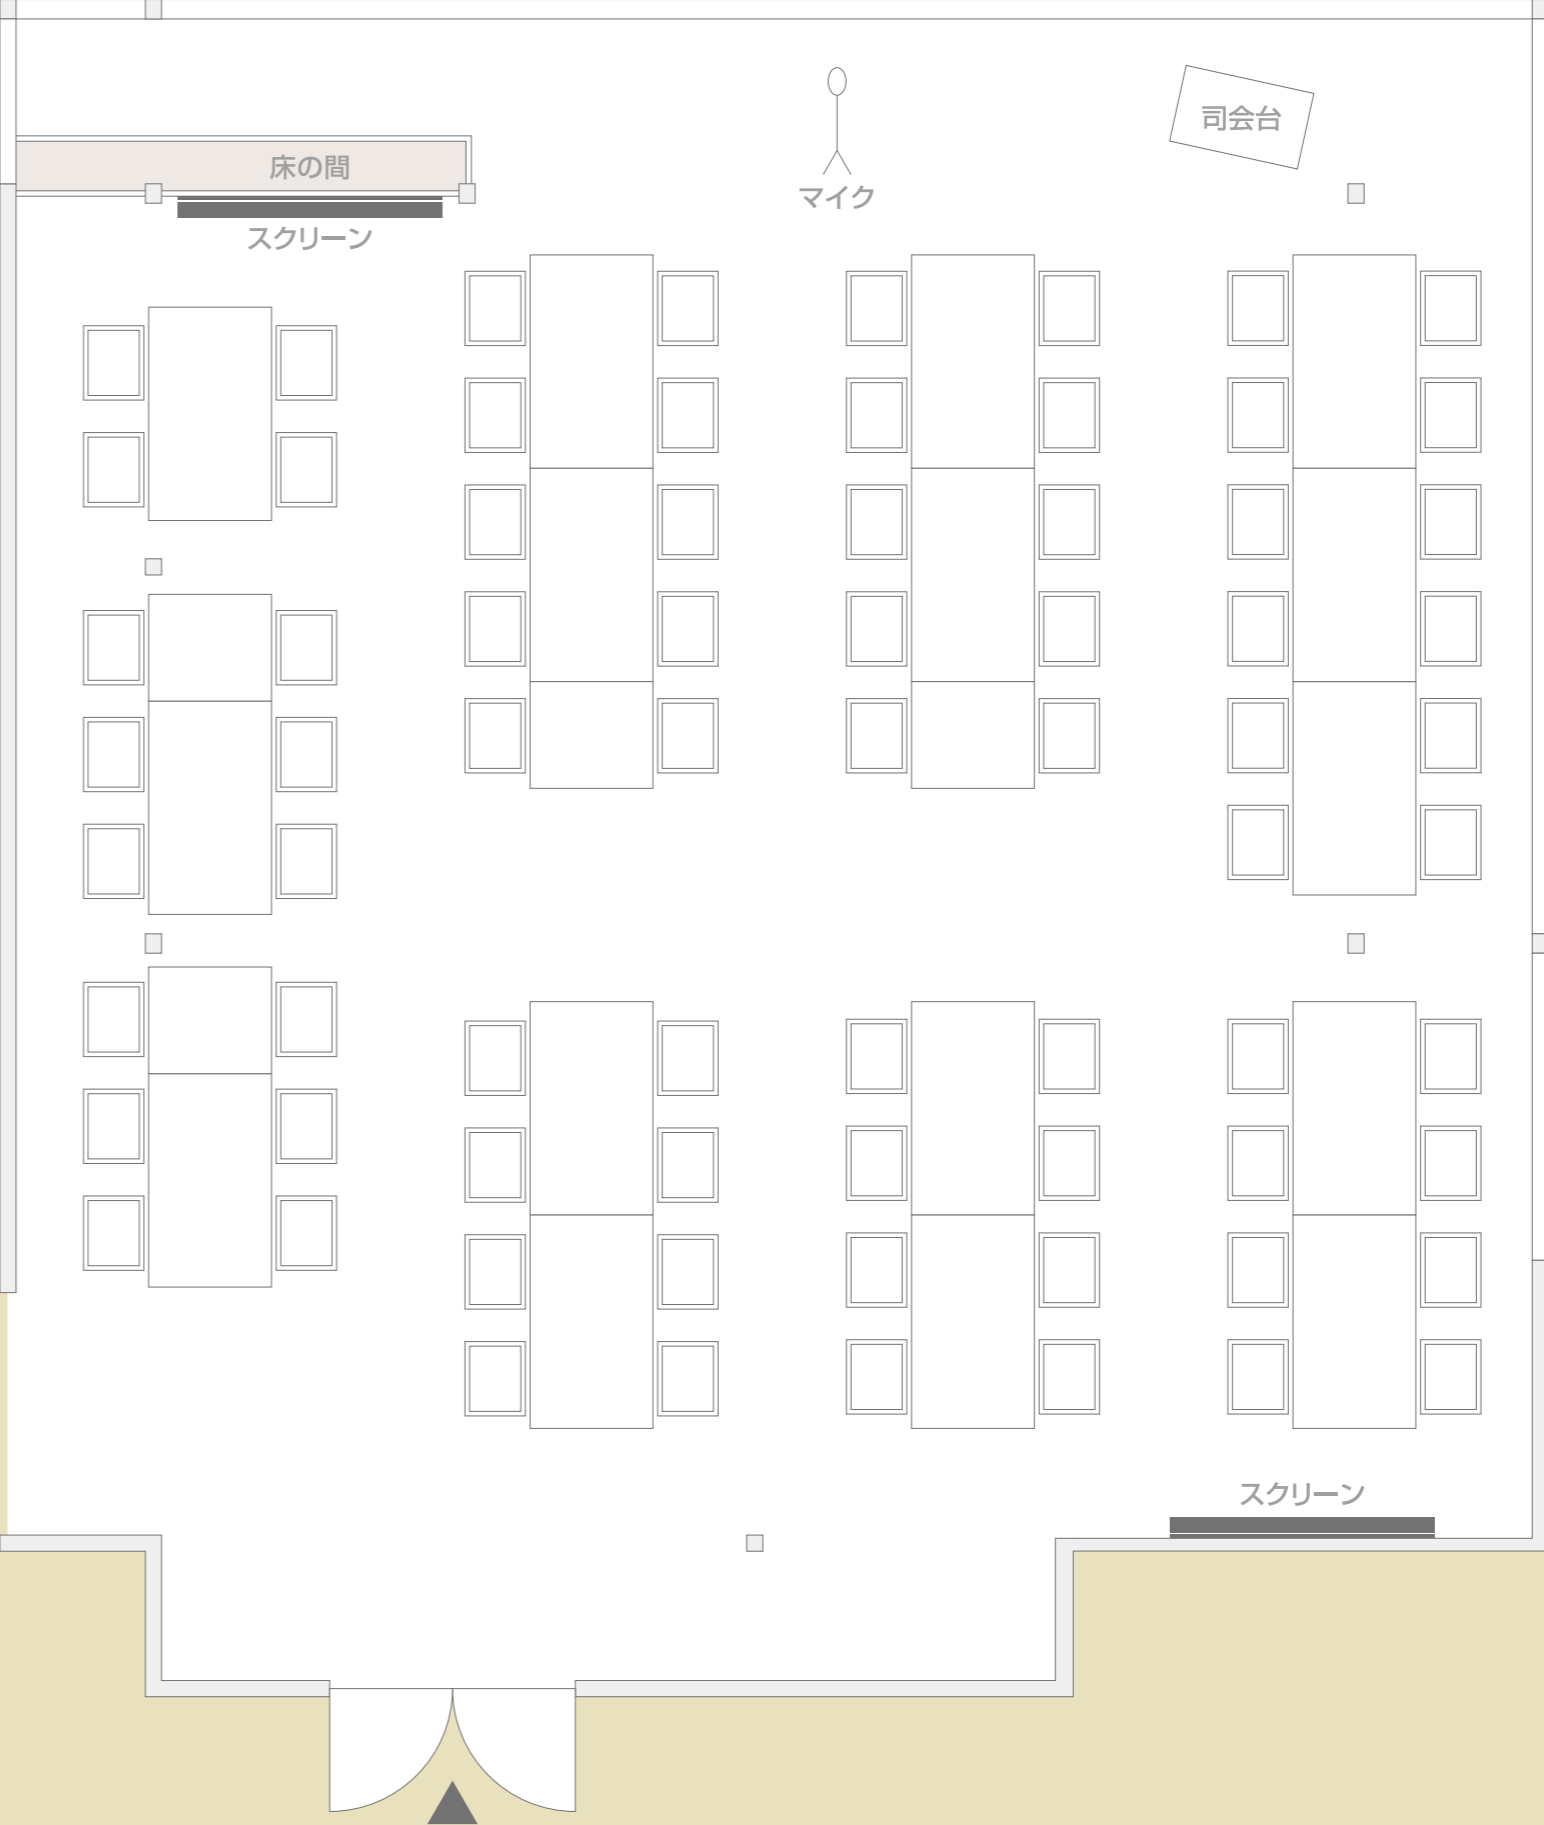 司会台
床の間
マイク
スクリーン
スクリーン